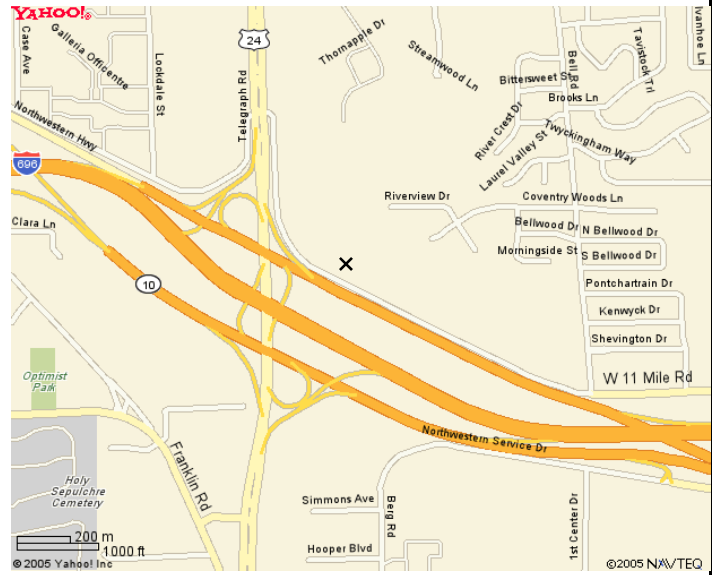 YAHOO!
Case Ave
Galleria Officentre
Lockdale St
24
Telegraph Rd
Thornapple Dr
Streamwood Ln
Bell Rd
Tavistock Trl
Ivanhoe Ln
Bittersweet St
Brooks Ln
River Crest Dr
Twyckingham Way
Laurel Valley St
Northwestern Hwy
696
Riverview Dr
Coventry Woods Ln
Clara Ln
Bellwood Dr
N Bellwood Dr
Morningside St
S Bellwood Dr
10
Pontchartrain Dr
Kenwyck Dr
Shevington Dr
Optimist
Park
W 11 Mile Rd
Northwestern Service Dr
Franklin Rd
Holy
Sepulchre
Cemetery
Simmons Ave
Berg Rd
1st Center Dr
Hooper Blvd
200 m
1000 ft
© 2005 Yahoo! Inc
©2005 NAVTEQ